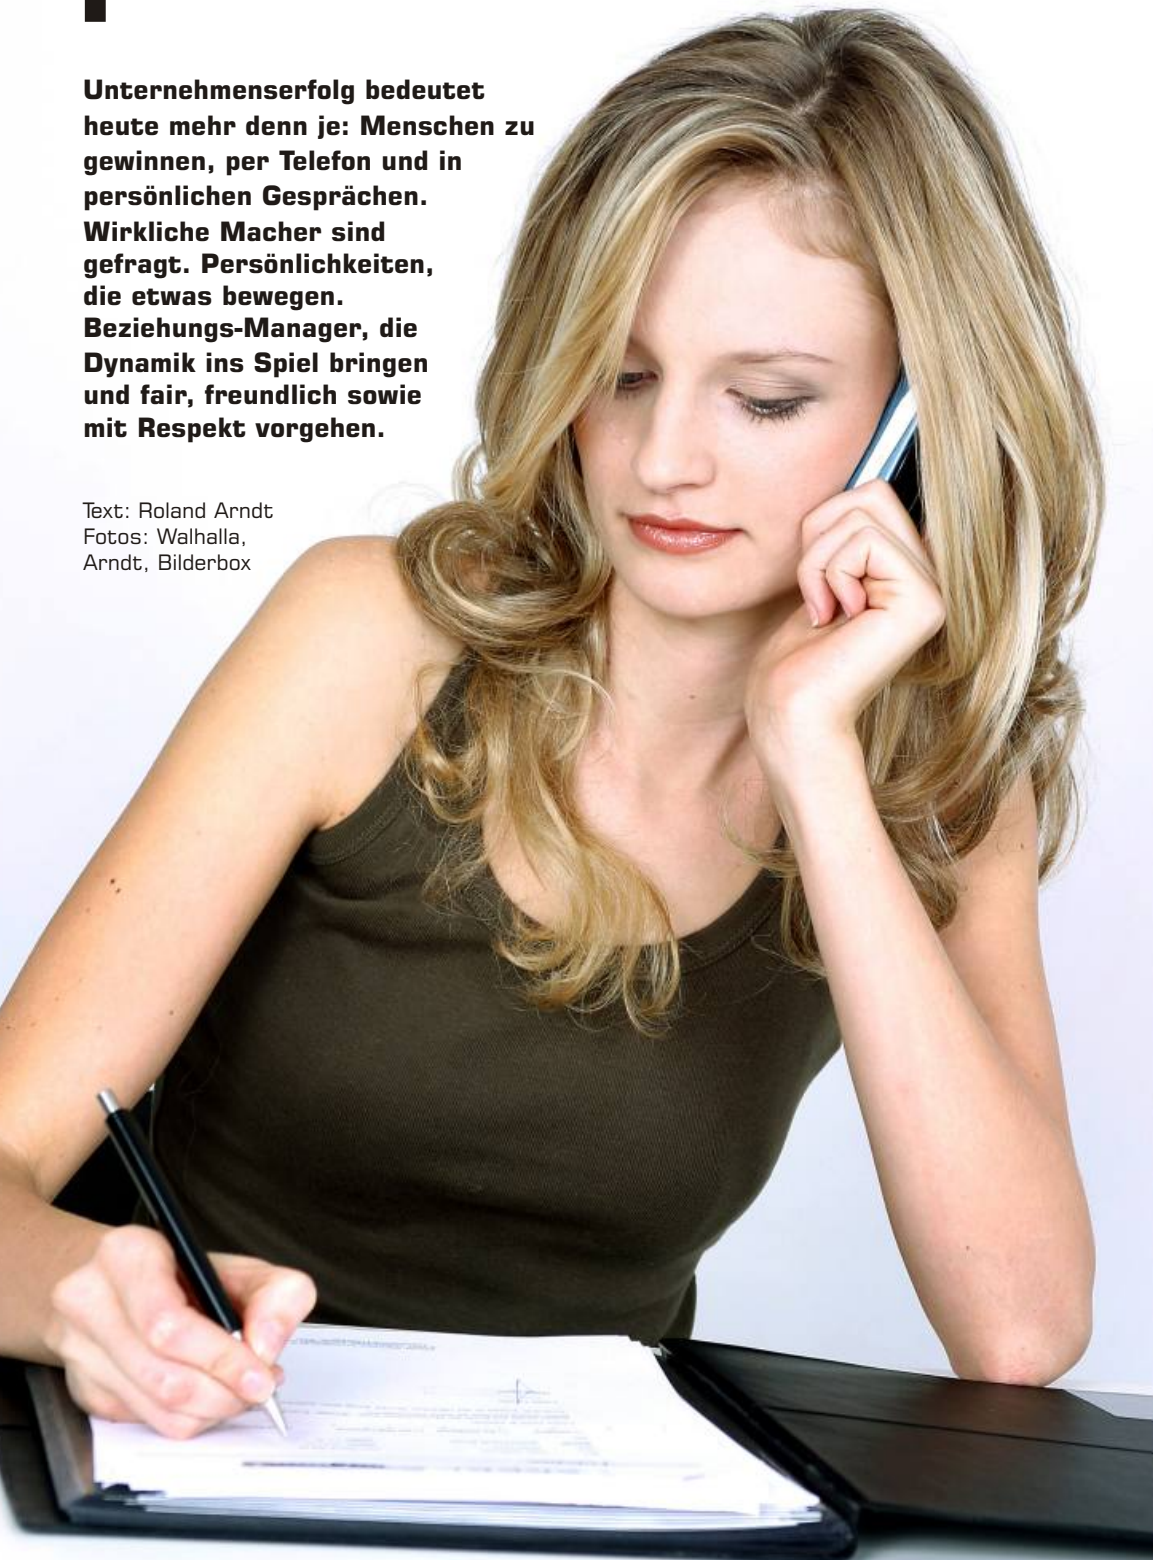 Unternehmenserfolg bedeutet
heute mehr denn je: Menschen zu
gewinnen, per Telefon und in
persönlichen Gesprächen.
Wirkliche Macher sind
gefragt. Persönlichkeiten,
die etwas bewegen.
Beziehungs-Manager, die
Dynamik ins Spiel bringen
und fair, freundlich sowie
mit Respekt vorgehen.
Text: Roland Arndt
Fotos: Walhalla,
Arndt, Bilderbox